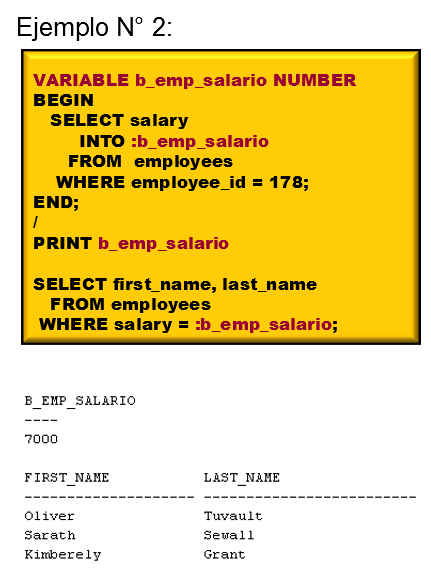 Ejemplo N° 2:
VARIABLE b_emp_salario NUMBER
BEGIN
SELECT salary
INTO :b_emp_salario
FROM employees
WHERE employee_id = 178;
END;
/
PRINT b_emp_salario
SELECT first_name, last_name
FROM employees
WHERE salary = :b_emp_salario;
B_EMP_SALARIO
----
7000
FIRST_NAME LAST_NAME
-------------------- -------------------------
Oliver Tuvault
Sarath Sewall
Kimberely Grant